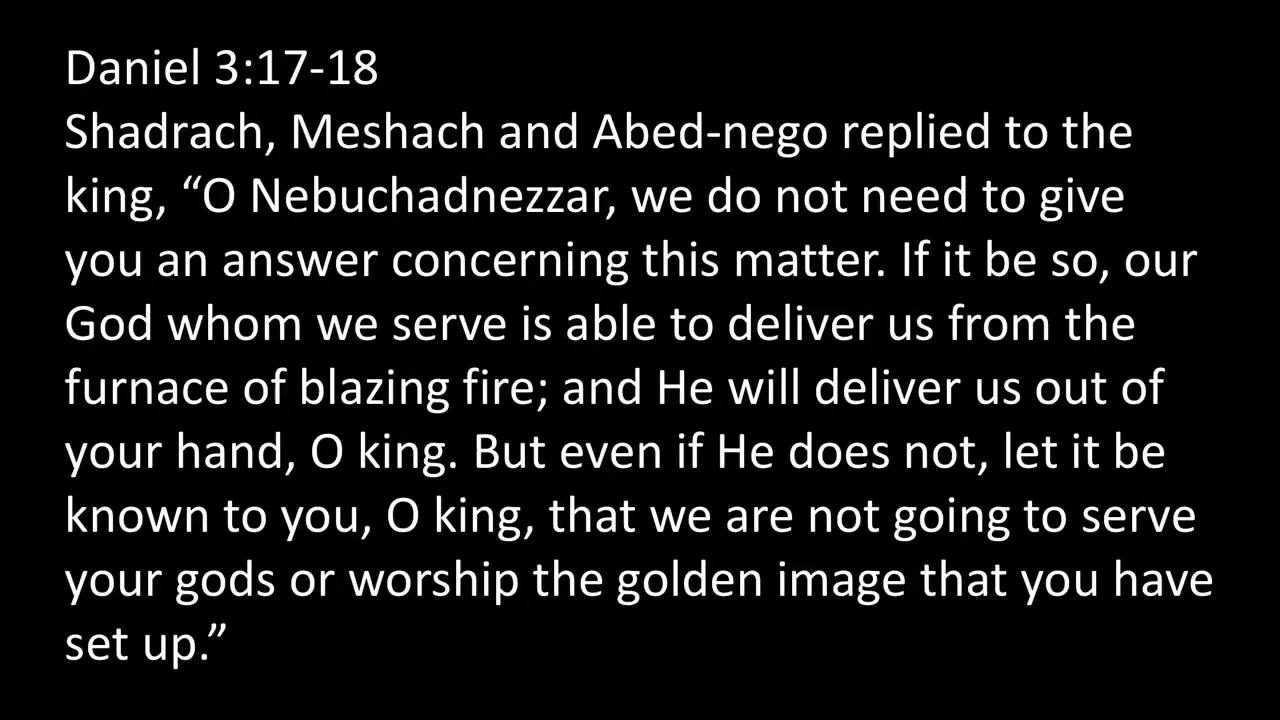 Daniel 3:17-18
Shadrach, Meshach and Abed-nego replied to the
king, “O Nebuchadnezzar, we do not need to give
you an answer concerning this matter. If it be so, our
God whom we serve is able to deliver us from the
furnace of blazing fire; and He will deliver us out of
your hand, O king. But even if He does not, let it be
known to you, O king, that we are not going to serve
your gods or worship the golden image that you have
set up.”